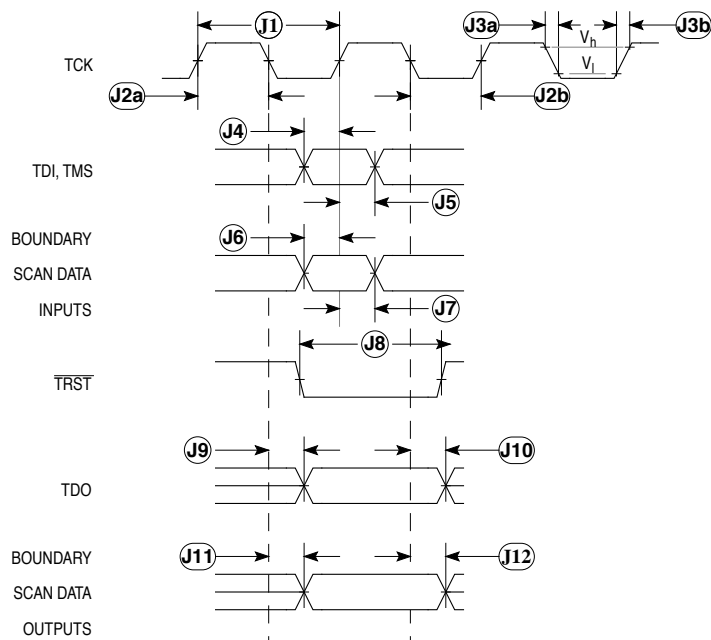 J1
J3a
J3b
Vh
TCK
Vl
J2a
J2b
J4
TDI, TMS
J5
BOUNDARY
J6
SCAN DATA
INPUTS
J7
J8
TRST
J9
J10
TDO
BOUNDARY
J11
J12
SCAN DATA
OUTPUTS